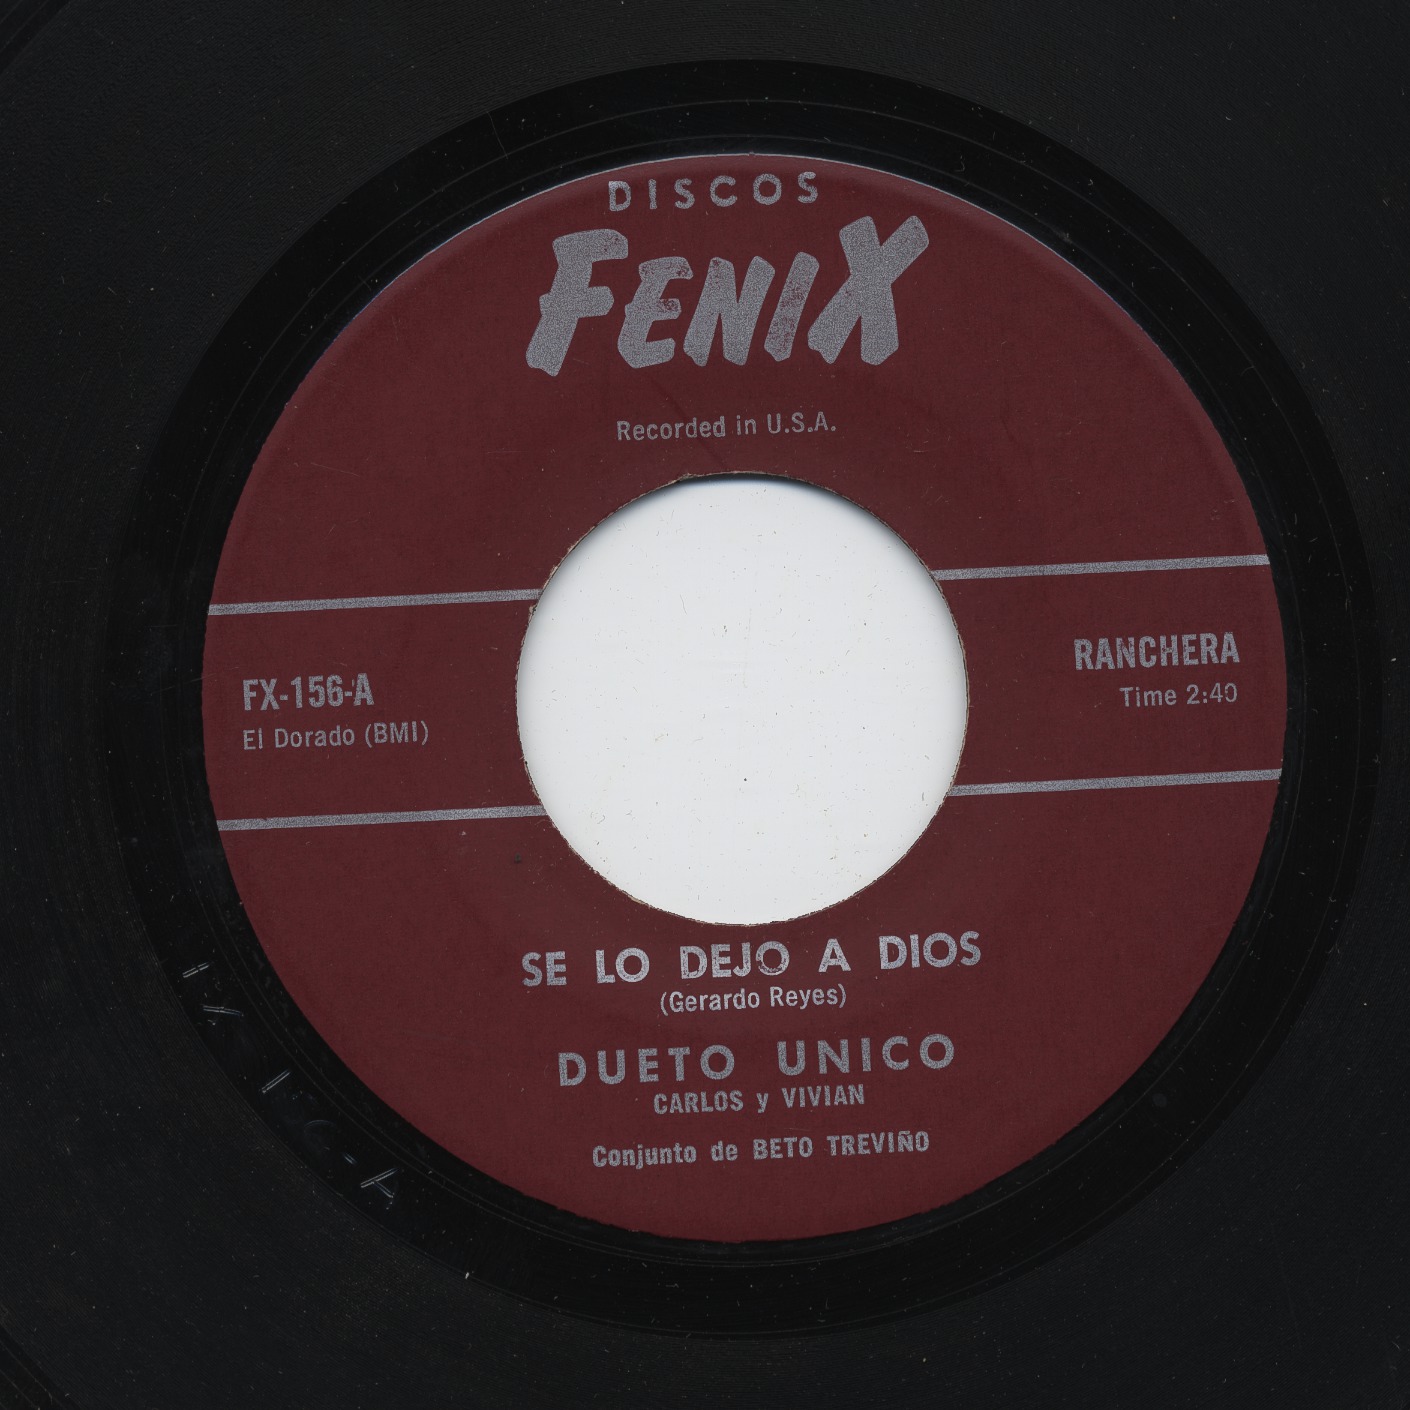 DISCOS
FENIX
Recorded in U.S.A.
RANCHERA
Time 2:40
FX-156-A
El Dorado (BMI)
SE LO DEJO A DIOS
(Gerardo Reyes)
DUETO UNICO
CARLOS y VIVIAN
Conjunto de BETO TREVIÑO